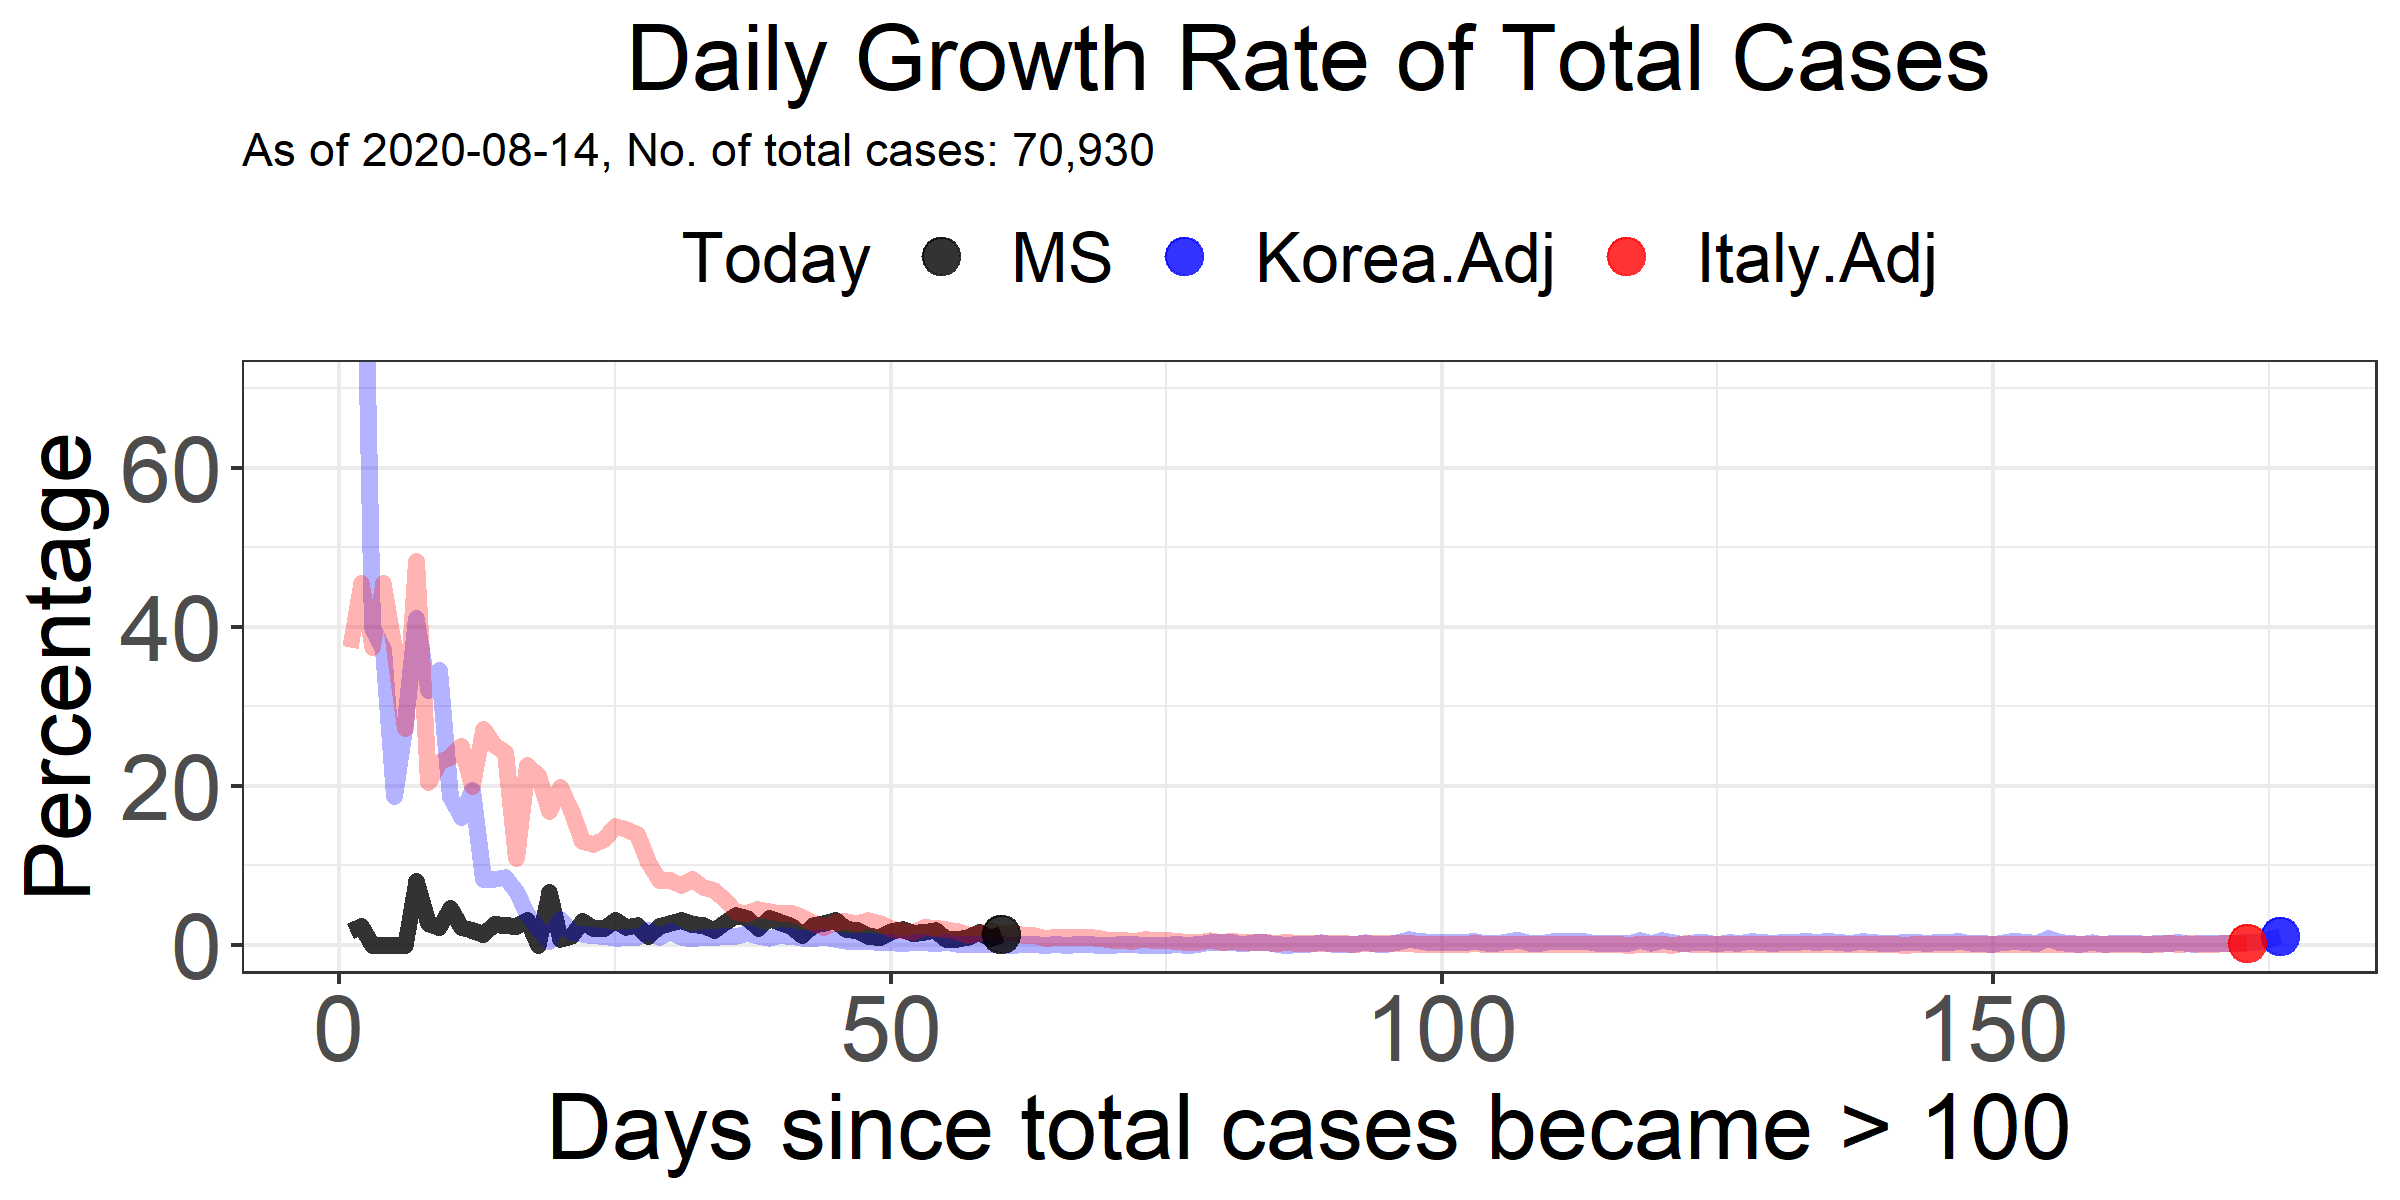 Daily Growth Rate of Total Cases
As of 2020-08-14, No. of total cases: 70,930
Today MS Korea.Adj Italy.Adj
Percentage
60
40
20
0
0 50 100 150
Days since total cases became > 100